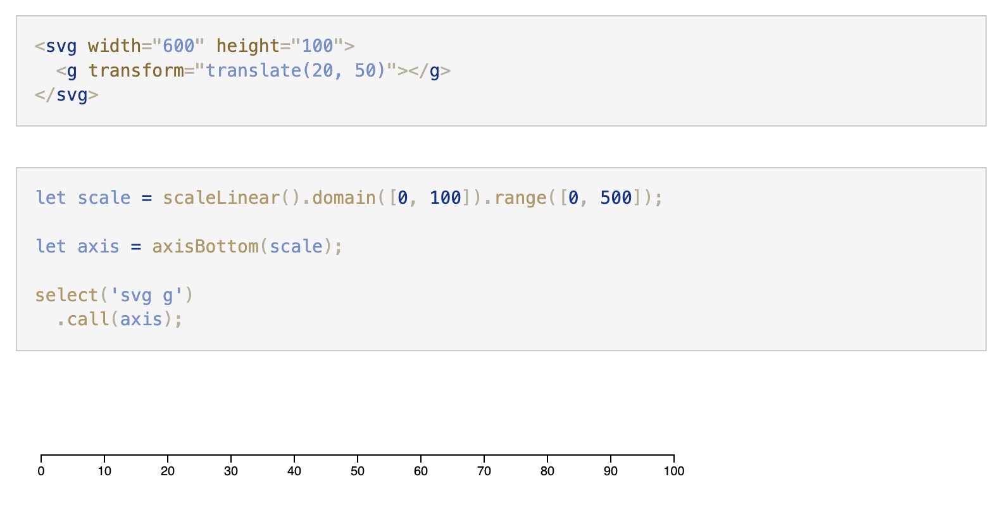 <svg width="600" height="100">
  <g transform="translate(20, 50)"></g>
</svg>
let scale = scaleLinear().domain([0, 100]).range([0, 500]);
let axis = axisBottom(scale);
select('svg g')
  .call(axis);
0 10 20 30 40 50 60 70 80 90 100